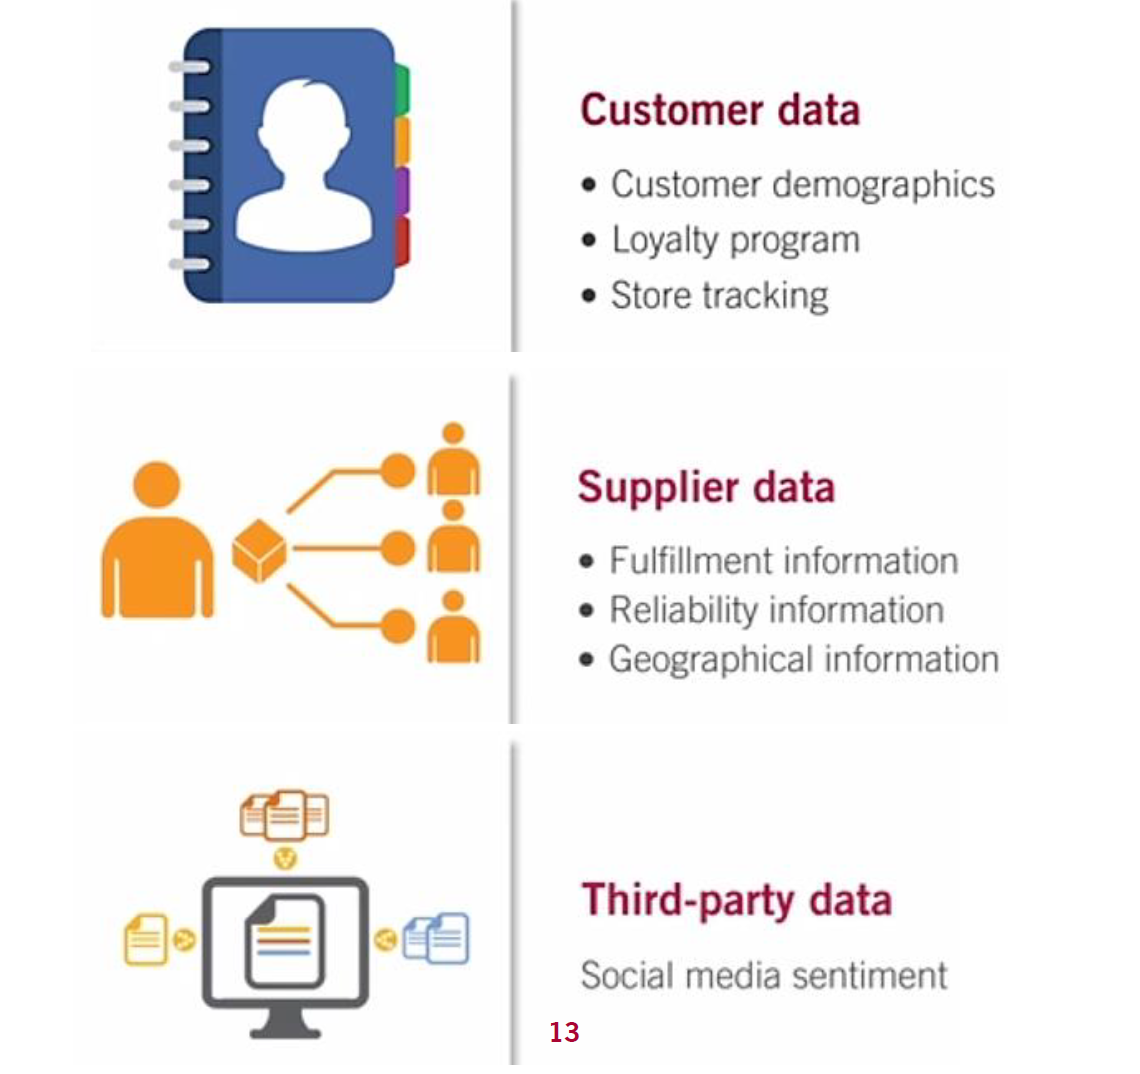 Customer data
• Customer demographics
• Loyalty program
• Store tracking
Supplier data
• Fulfillment information
• Reliability information
• Geographical information
Third-party data
Social media sentiment
13